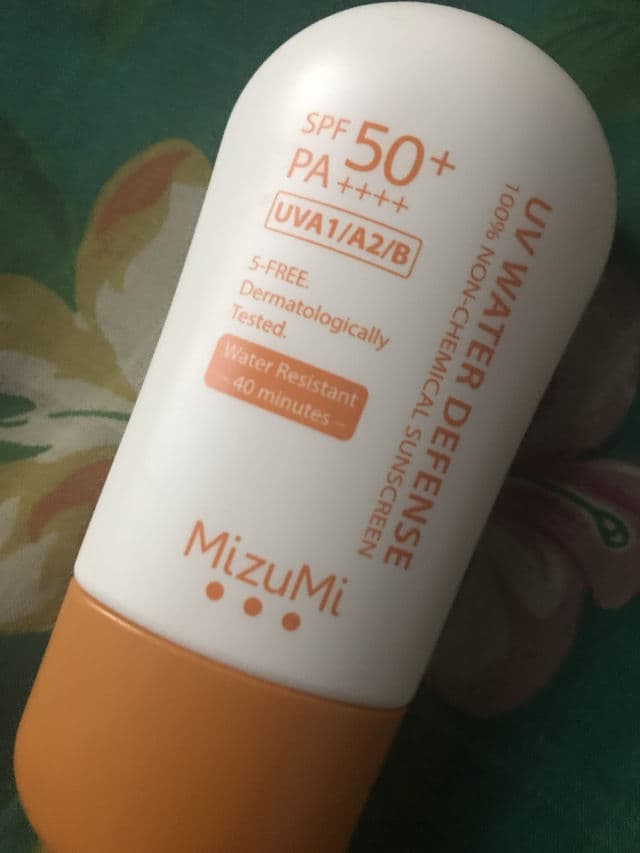 SPF 50+
PA ++++
UVA1/A2/B
5-FREE.
Dermatologically
Tested.
Water Resistant
– 40 minutes –
MizuMi
UV WATER DEFENSE
100% NON-CHEMICAL SUNSCREEN